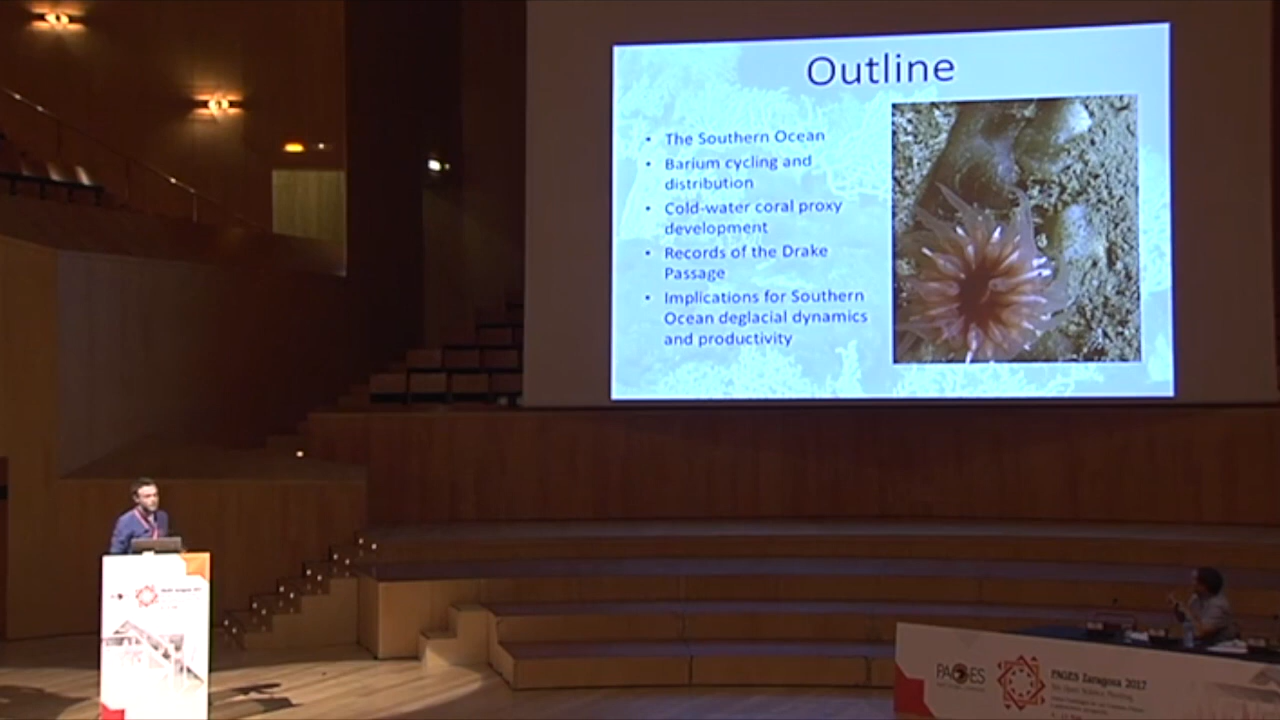 Outline
• The Southern Ocean
• Barium cycling and
distribution
• Cold-water coral proxy
development
• Records of the Drake
Passage
• Implications for Southern
Ocean deglacial dynamics
and productivity
PAGES
PAGES Zaragoza 2017